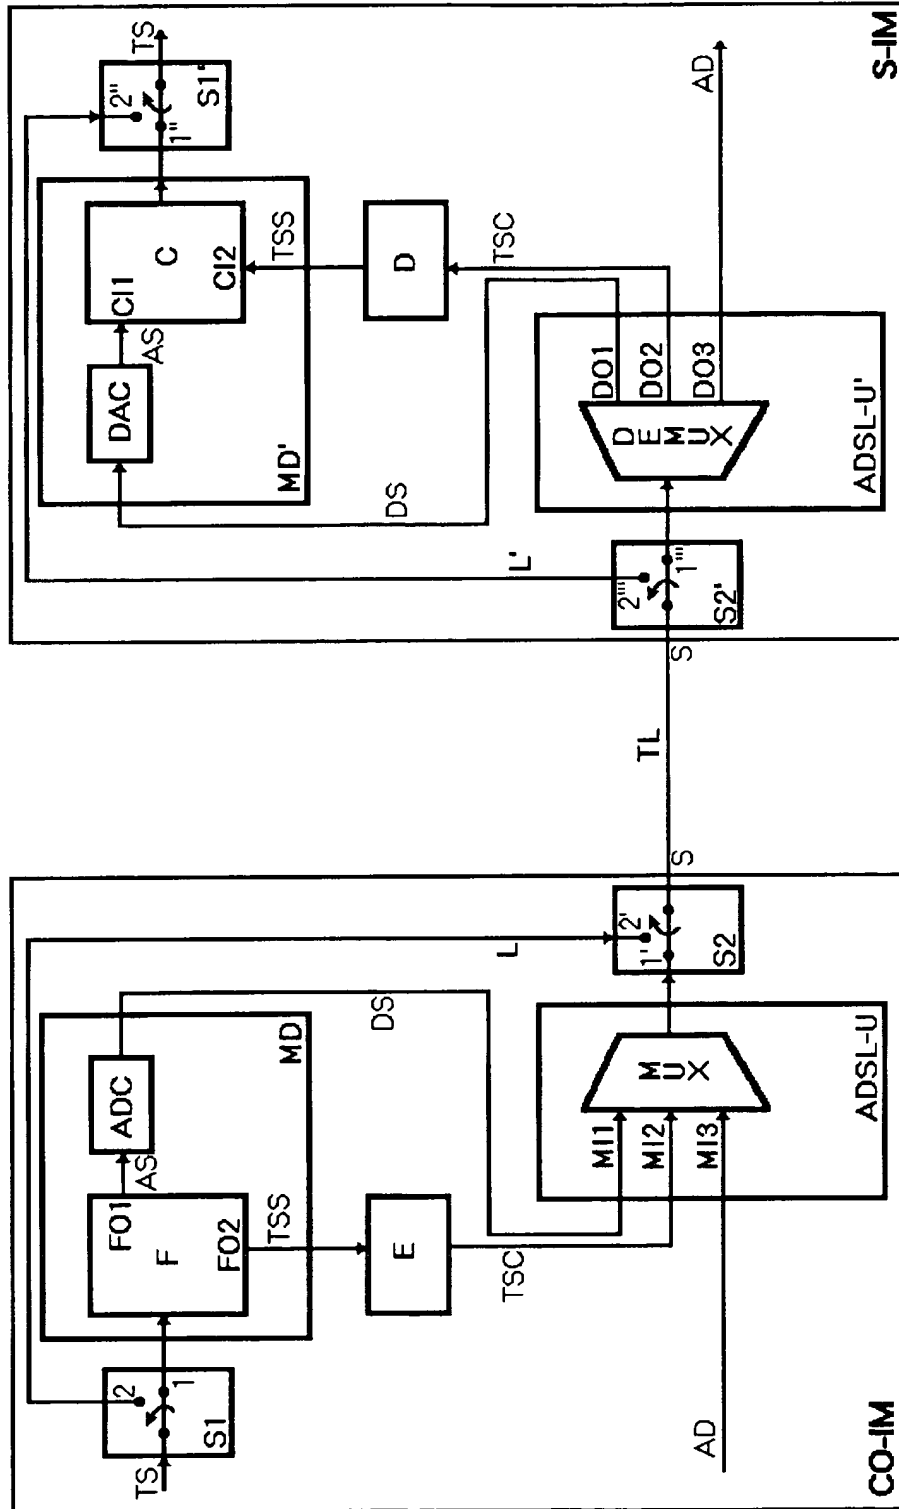 TS
S1
2
1
F
FO1
FO2
AS
ADC
MD
TSS
E
TSC
DS
L
AD
MI1
MI2
MI3
MUX
ADSL-U
1'
2'
S2
S
CO-IM
TL
S
2'''
1'''
S2'
L'
DEMUX
DO1
DO2
DO3
ADSL-U'
DS
TSC
D
TSS
DAC
AS
CI1
C
CI2
MD'
1''
2''
S1'
TS
AD
S-IM